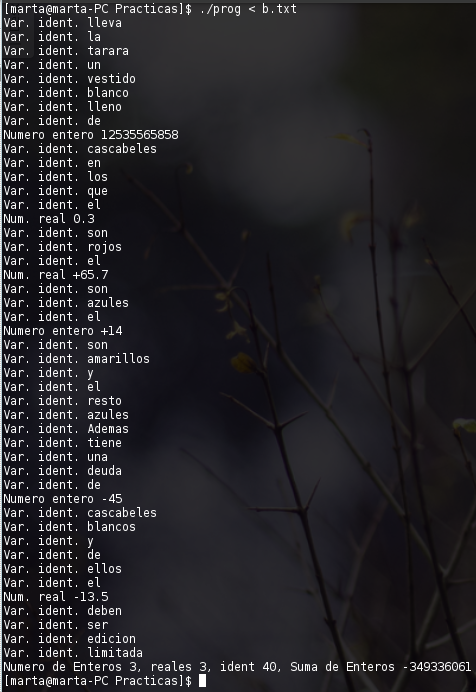 [marta@marta-PC Practicas]$ ./prog < b.txt
Var. ident. lleva
Var. ident. la
Var. ident. tarara
Var. ident. un
Var. ident. vestido
Var. ident. blanco
Var. ident. lleno
Var. ident. de
Numero entero 12535565858
Var. ident. cascabeles
Var. ident. en
Var. ident. los
Var. ident. que
Var. ident. el
Num. real 0.3
Var. ident. son
Var. ident. rojos
Var. ident. el
Num. real +65.7
Var. ident. son
Var. ident. azules
Var. ident. el
Numero entero +14
Var. ident. son
Var. ident. amarillos
Var. ident. y
Var. ident. el
Var. ident. resto
Var. ident. azules
Var. ident. Ademas
Var. ident. tiene
Var. ident. una
Var. ident. deuda
Var. ident. de
Numero entero -45
Var. ident. cascabeles
Var. ident. blancos
Var. ident. y
Var. ident. de
Var. ident. ellos
Var. ident. el
Num. real -13.5
Var. ident. deben
Var. ident. ser
Var. ident. edicion
Var. ident. limitada
Numero de Enteros 3, reales 3, ident 40, Suma de Enteros -349336061
[marta@marta-PC Practicas]$